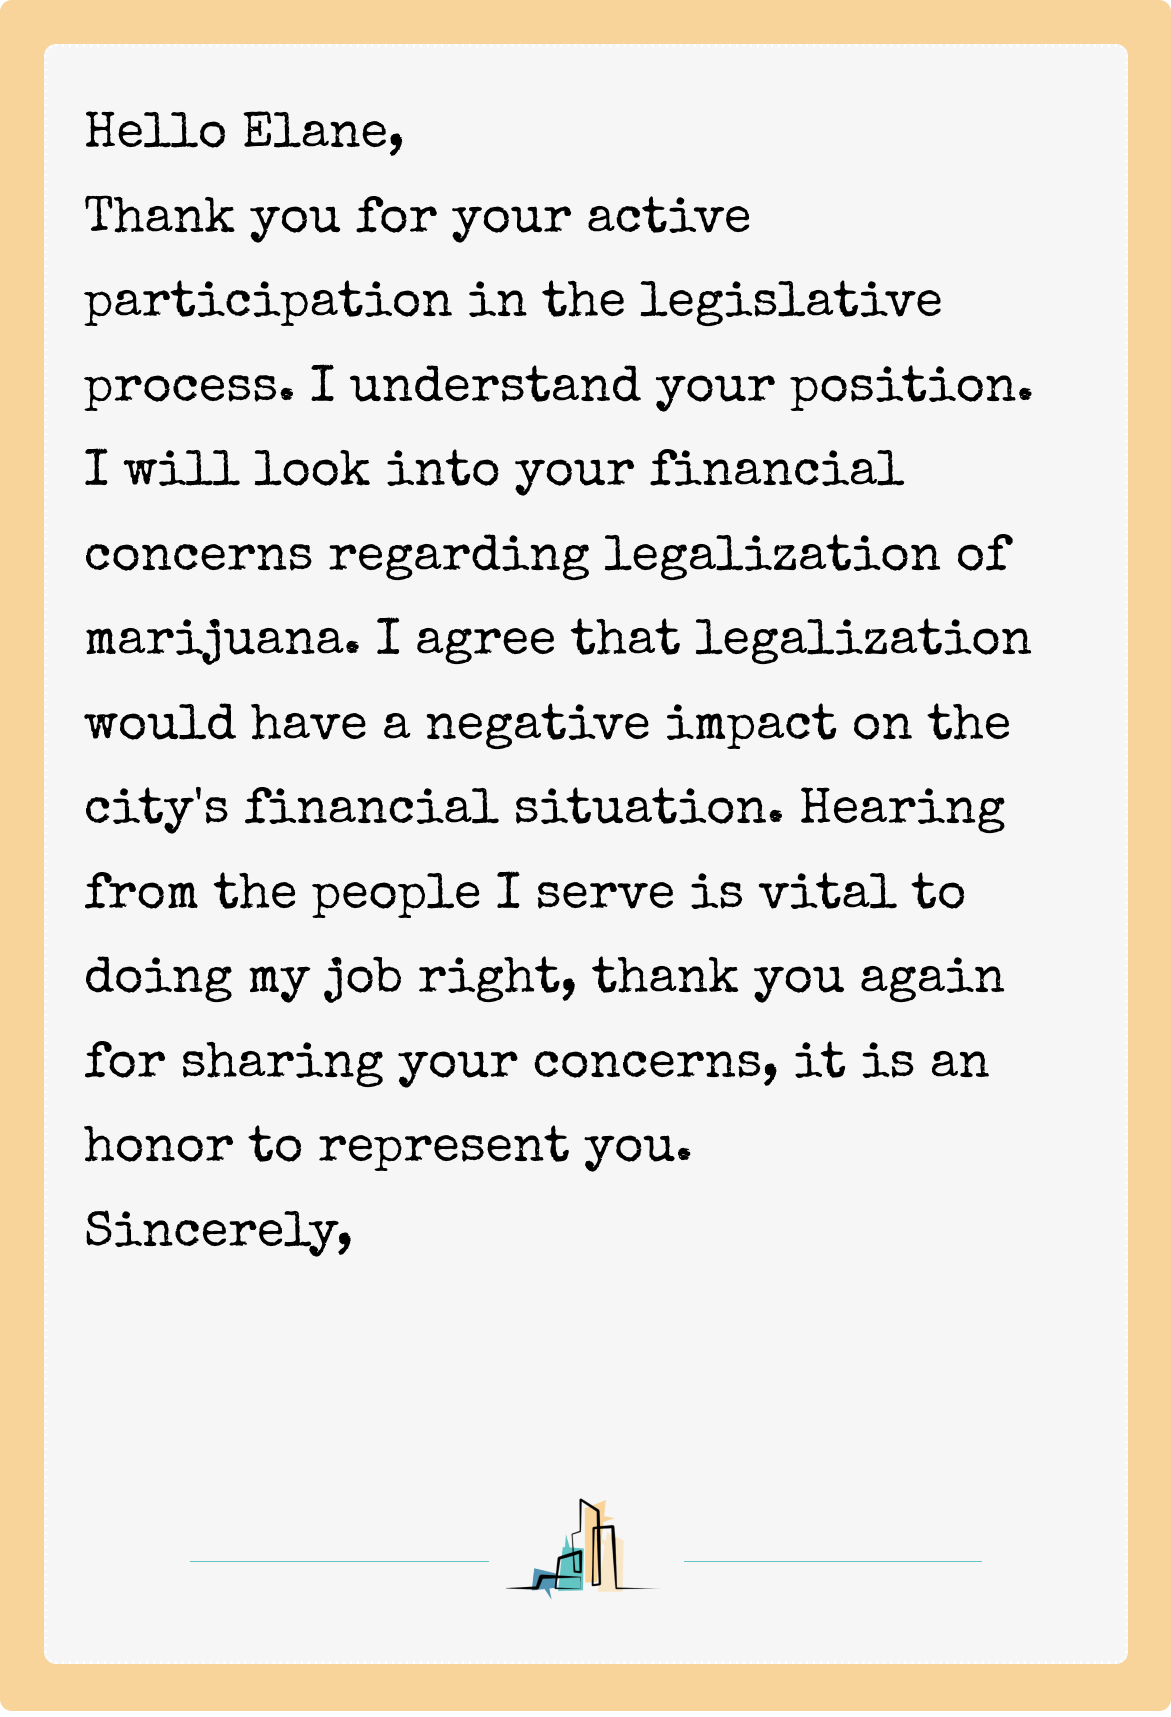 Hello Elane,
Thank you for your active
participation in the legislative
process. I understand your position.
I will look into your financial
concerns regarding legalization of
marijuana. I agree that legalization
would have a negative impact on the
city's financial situation. Hearing
from the people I serve is vital to
doing my job right, thank you again
for sharing your concerns, it is an
honor to represent you.
Sincerely,